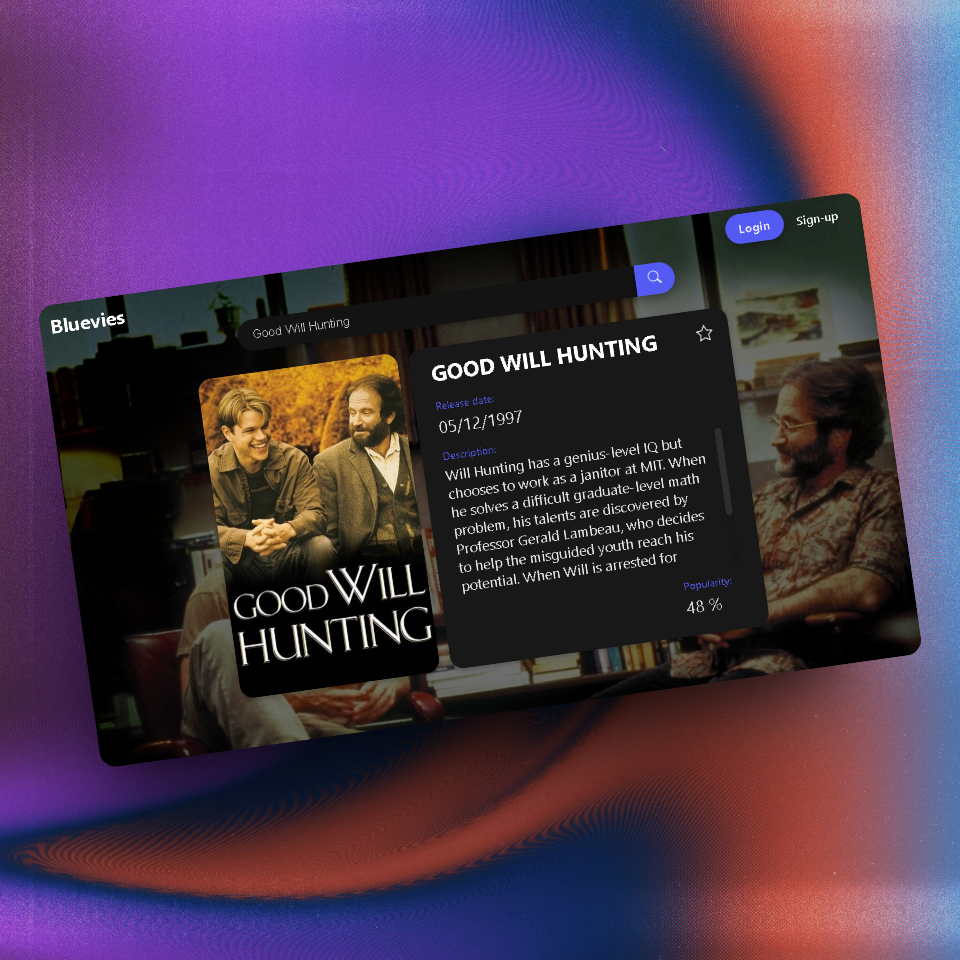 Bluevies
Login
Sign-up
Good Will Hunting
GOOD WILL
HUNTING
GOOD WILL HUNTING
Release date:
05/12/1997
Description:
Will Hunting has a genius-level IQ but
chooses to work as a janitor at MIT. When
he solves a difficult graduate-level math
problem, his talents are discovered by
Professor Gerald Lambeau, who decides
to help the misguided youth reach his
potential. When Will is arrested for
Popularity:
48 %